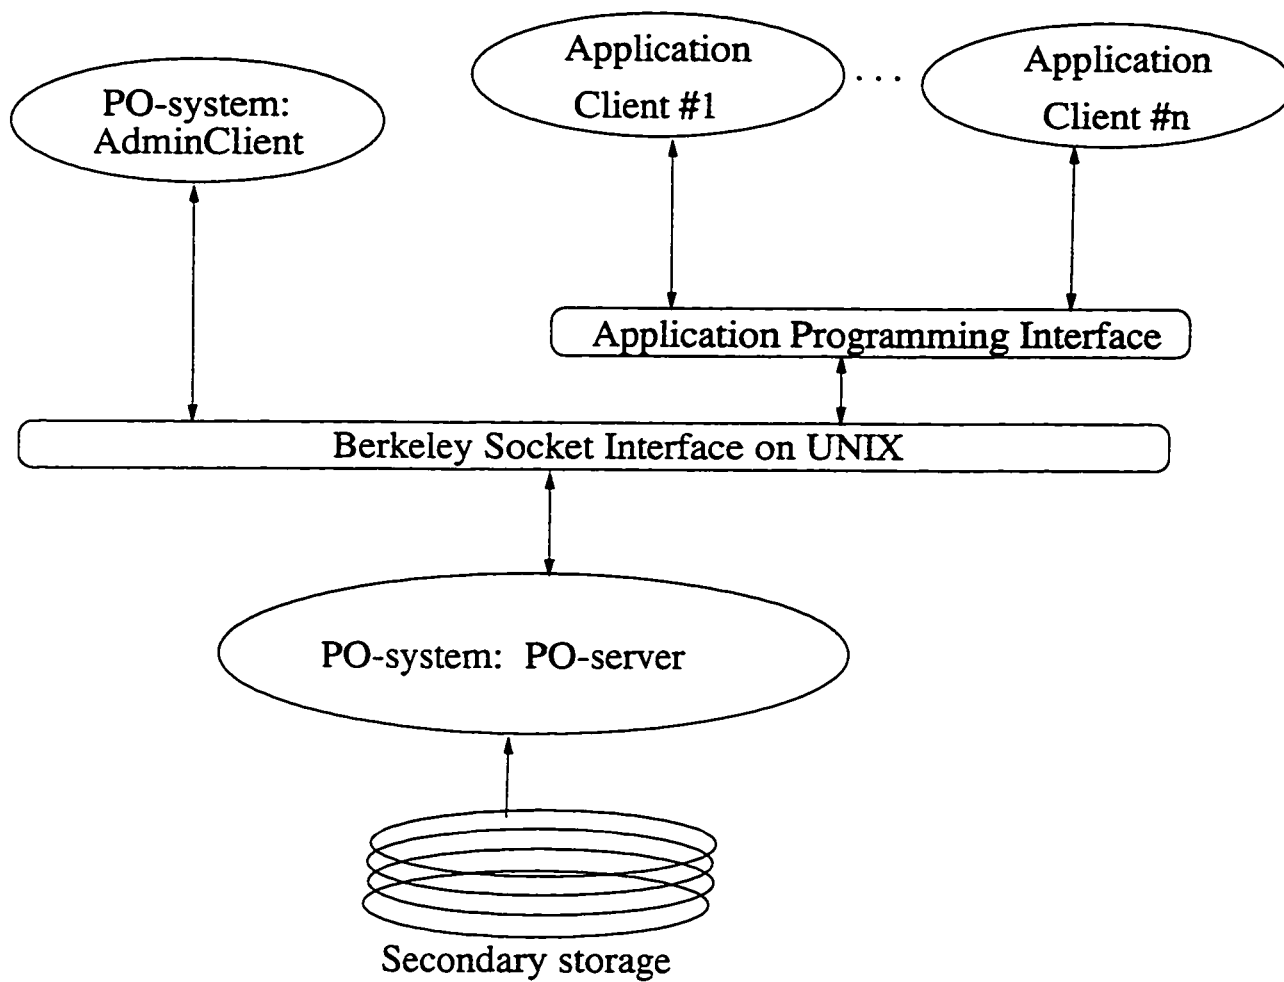 PO-system:
AdminClient
Application
Client #1
. . .
Application
Client #n
Application Programming Interface
Berkeley Socket Interface on UNIX
PO-system: PO-server
Secondary storage